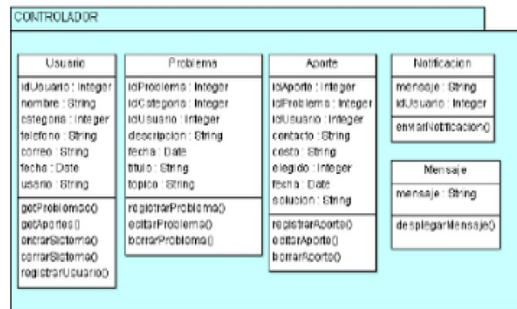 CONTROLADOR
Usuario
idUsuario : Integer
nombre : String
categoria : Integer
telefono : String
correo : String
fecha : Date
usario : String
getProblemas()
getAportes()
entrarSistema()
cerrarSistema()
registrarUsuario()
Problema
idProblema : Integer
idCategoria : Integer
idUsuario : Integer
descripcion : String
fecha : Date
titulo : String
topico : String
registrarProblema()
editarProblema()
borrarProblema()
Aporte
idAporte : Integer
idProblema : Integer
idUsuario : Integer
contacto : String
costo : String
elegido : Integer
fecha : Date
solucion : String
registrarAporte()
editarAporte()
borrarAporte()
Notificacion
mensaje : String
idUsuario : Integer
enviarNotificacion()
Mensaje
mensaje : String
desplegarMensaje()